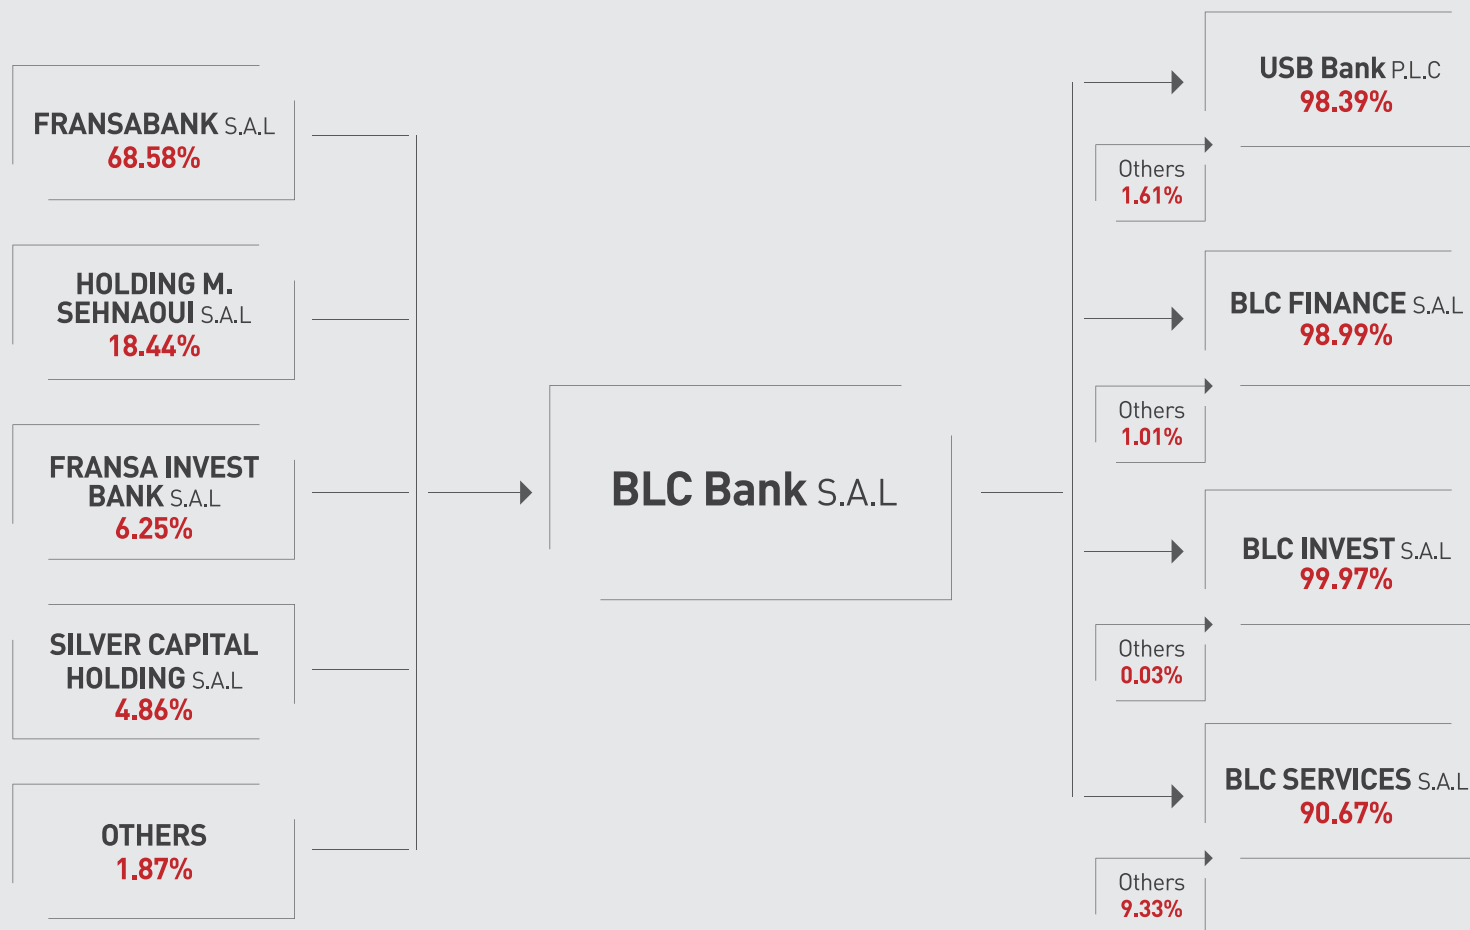 FRANSABANK S.A.L
68.58%
HOLDING M.
SEHNAOUI S.A.L
18.44%
FRANSA INVEST
BANK S.A.L
6.25%
SILVER CAPITAL
HOLDING S.A.L
4.86%
OTHERS
1.87%
BLC Bank S.A.L
USB Bank P.L.C
98.39%
Others
1.61%
BLC FINANCE S.A.L
98.99%
Others
1.01%
BLC INVEST S.A.L
99.97%
Others
0.03%
BLC SERVICES S.A.L
90.67%
Others
9.33%